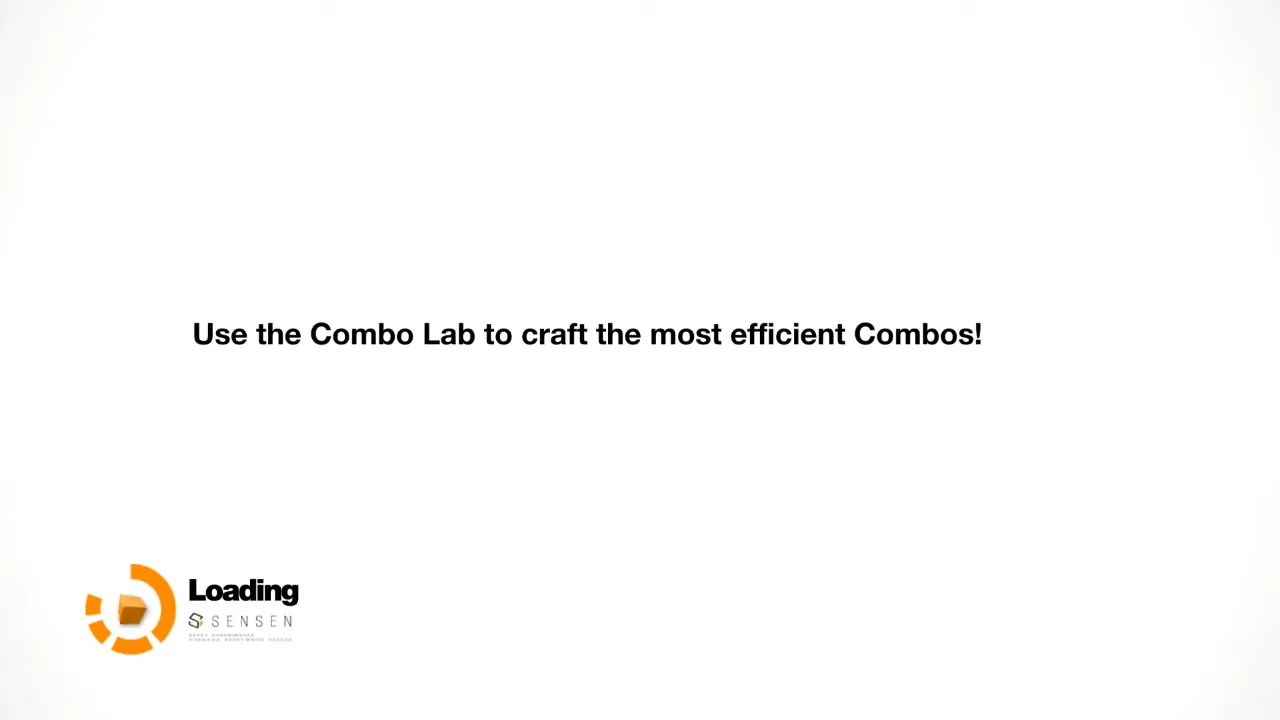 Use the Combo Lab to craft the most efficient Combos!
Loading
SENSEN